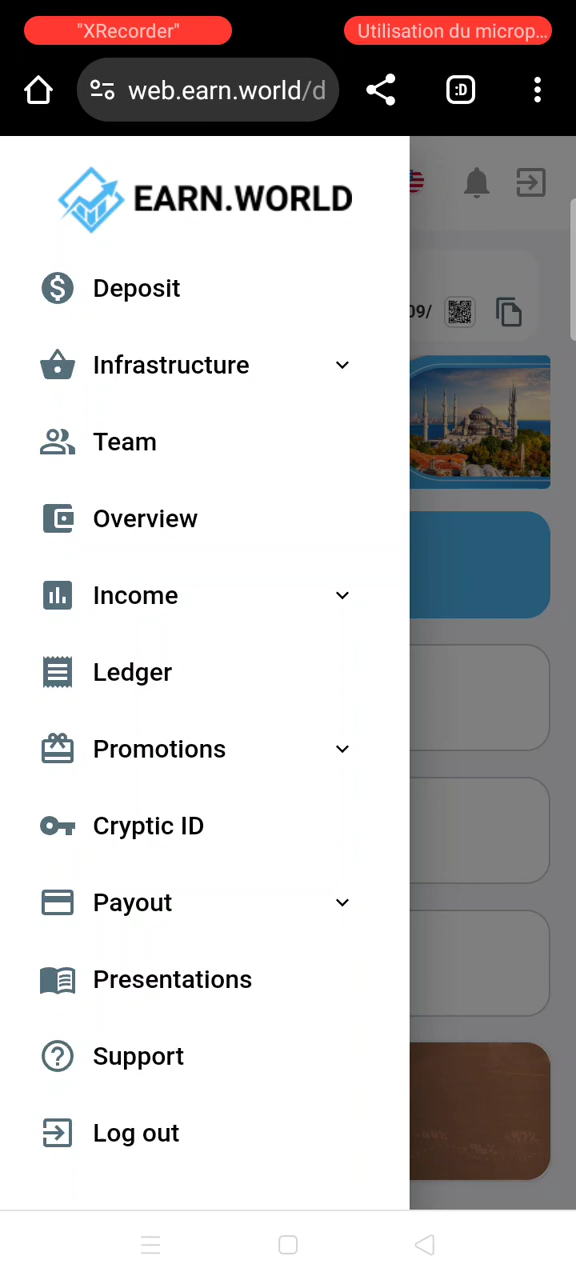 "XRecorder"
Utilisation du microp...
web.earn.world/d
:D
EARN.WORLD
Deposit
09/
Infrastructure
Team
Overview
Income
Ledger
Promotions
Cryptic ID
Payout
Presentations
Support
Log out